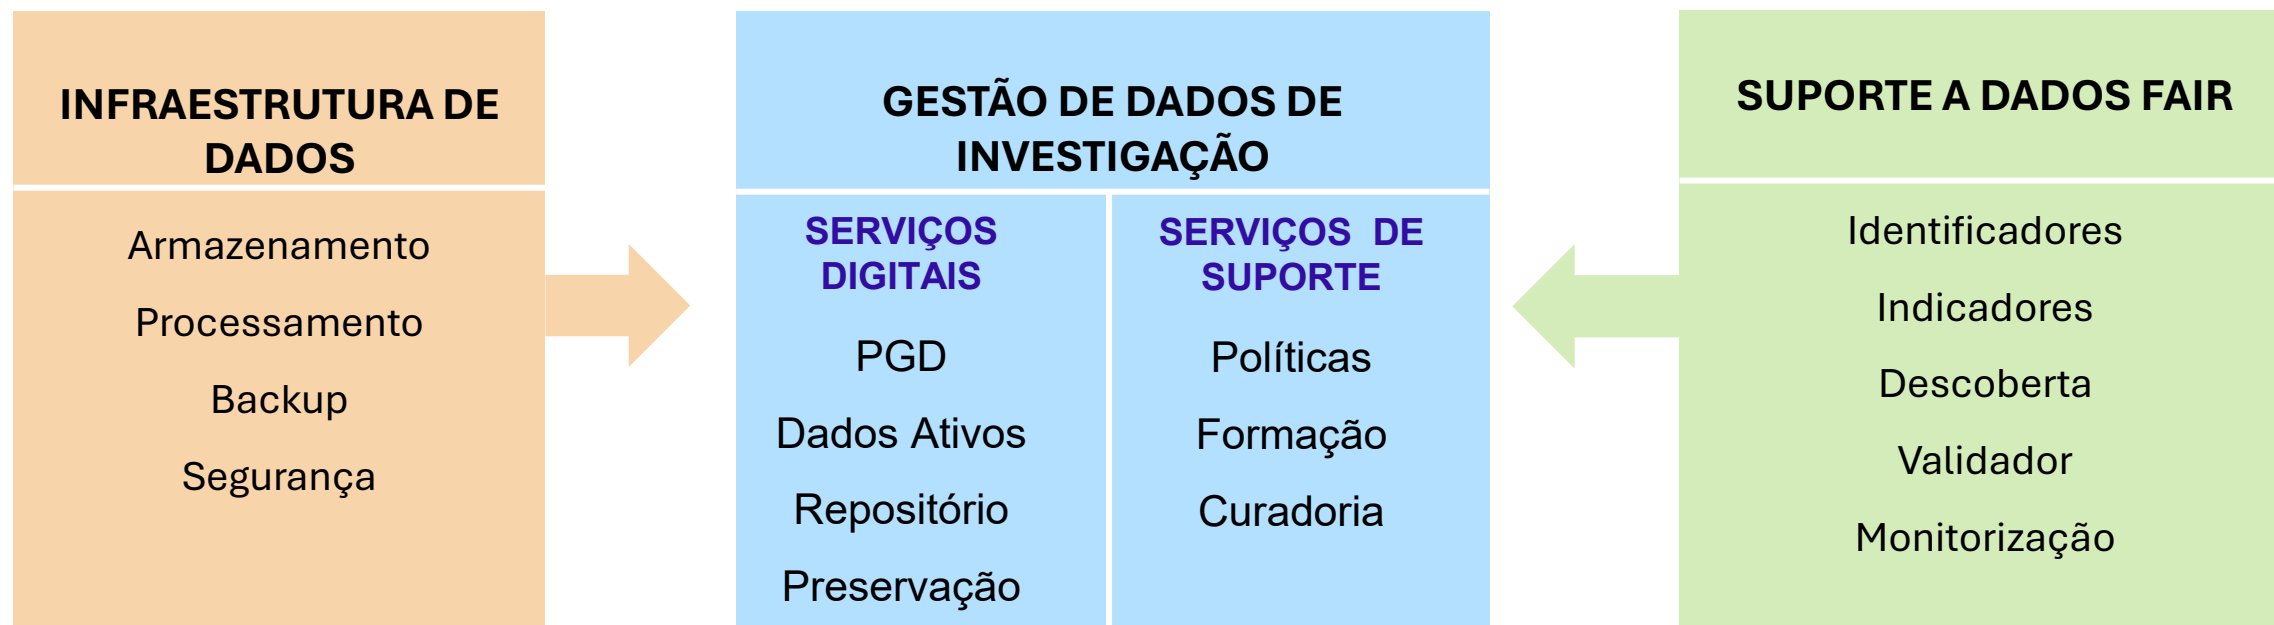 INFRAESTRUTURA DE
DADOS
Armazenamento
Processamento
Backup
Segurança
GESTÃO DE DADOS DE
INVESTIGAÇÃO
SERVIÇOS
DIGITAIS
PGD
Dados Ativos
Repositório
Preservação
SERVIÇOS DE
SUPORTE
Políticas
Formação
Curadoria
SUPORTE A DADOS FAIR
Identificadores
Indicadores
Descoberta
Validador
Monitorização